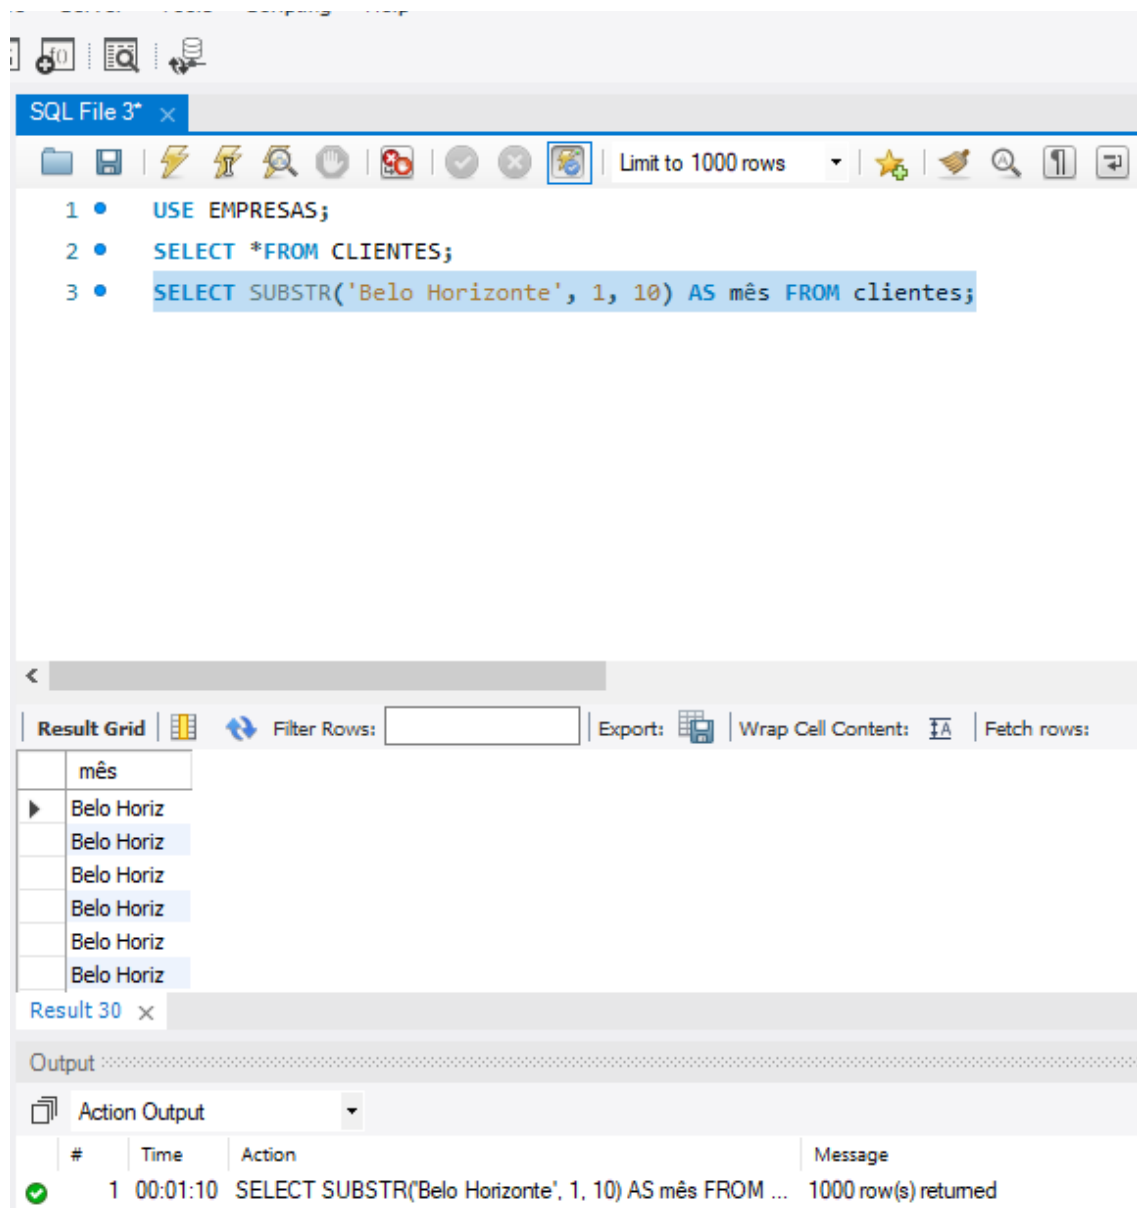 SQL File 3*
Limit to 1000 rows
1 USE EMPRESAS;
2 SELECT *FROM CLIENTES;
3 SELECT SUBSTR('Belo Horizonte', 1, 10) AS mês FROM clientes;
Result Grid Filter Rows: Export: Wrap Cell Content: Fetch rows:
mês
Belo Horiz
Belo Horiz
Belo Horiz
Belo Horiz
Belo Horiz
Belo Horiz
Result 30
Output
Action Output
# Time Action Message
1 00:01:10 SELECT SUBSTR('Belo Horizonte', 1, 10) AS mês FROM ... 1000 row(s) returned